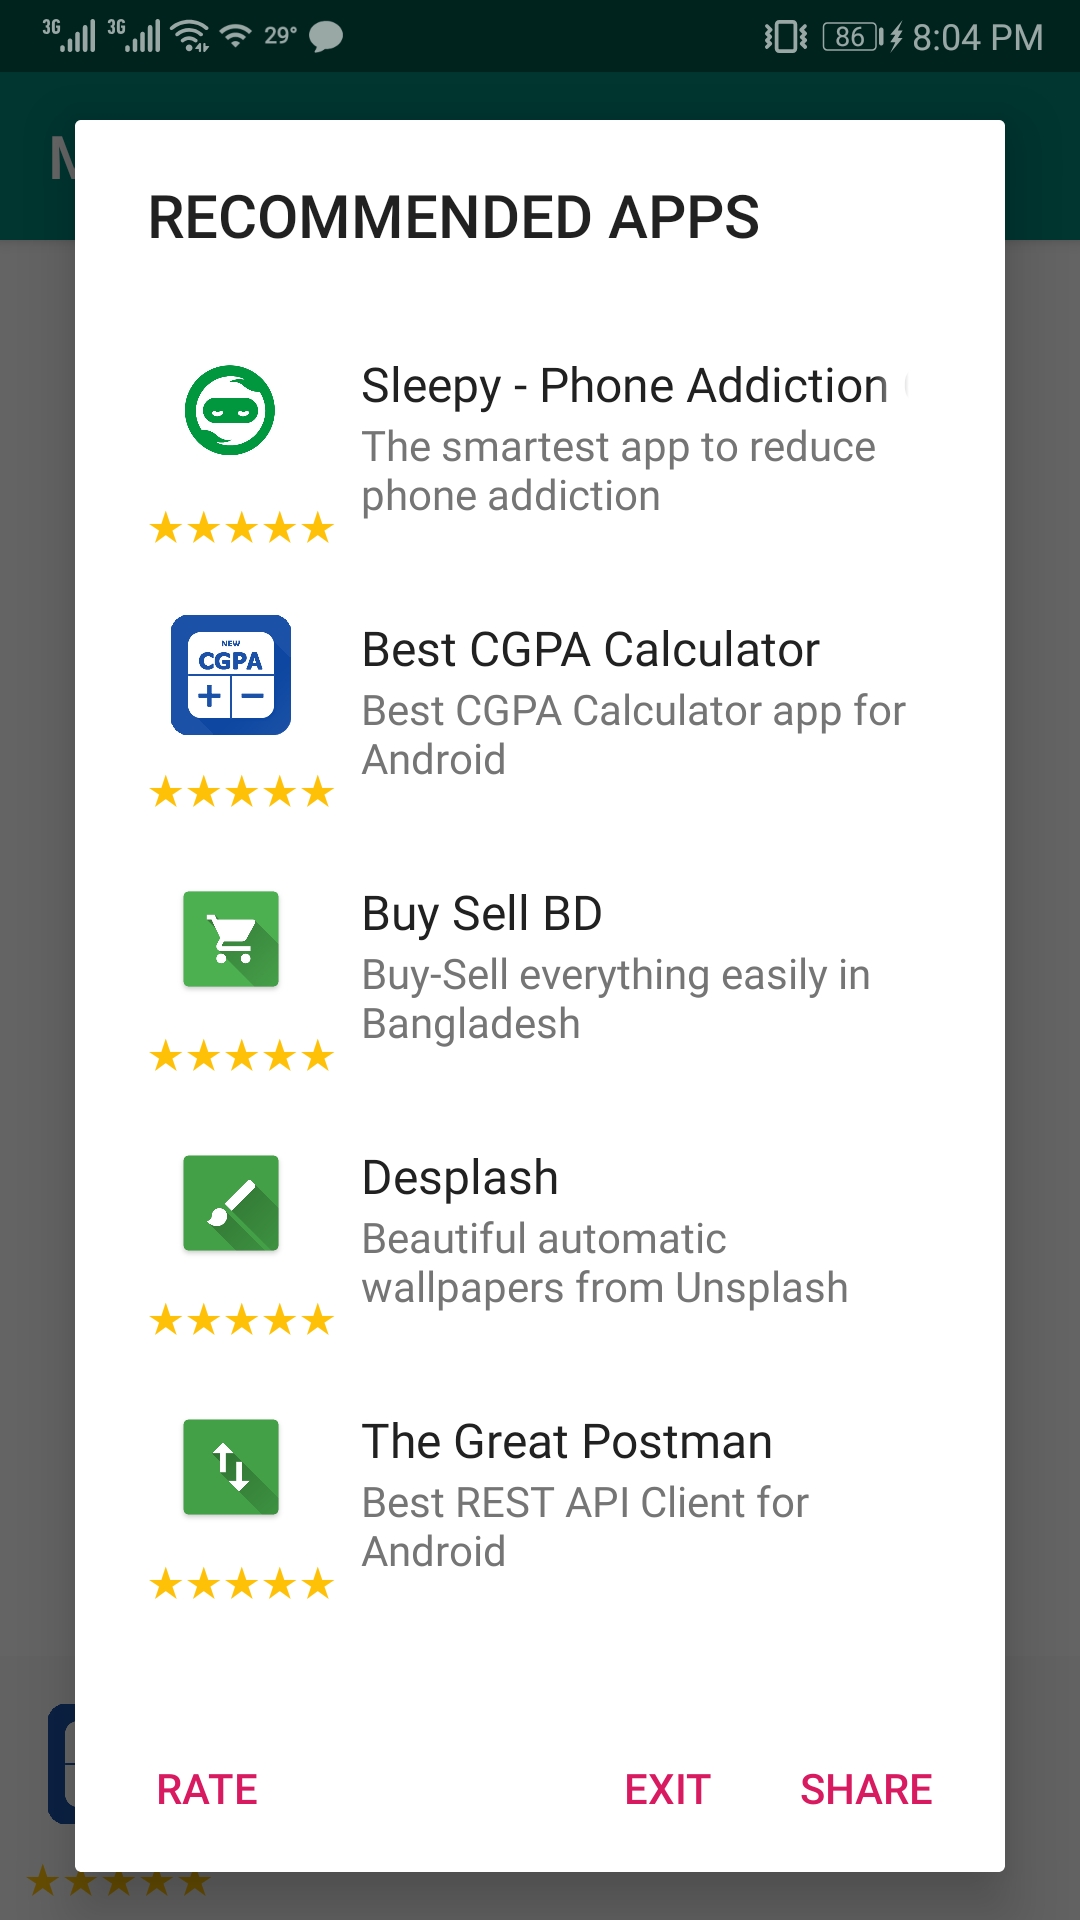 3G 3G 29° 86 8:04 PM
RECOMMENDED APPS
Sleepy - Phone Addiction
The smartest app to reduce
phone addiction
NEW
CGPA
Best CGPA Calculator
Best CGPA Calculator app for
Android
Buy Sell BD
Buy-Sell everything easily in
Bangladesh
Desplash
Beautiful automatic
wallpapers from Unsplash
The Great Postman
Best REST API Client for
Android
RATE EXIT SHARE